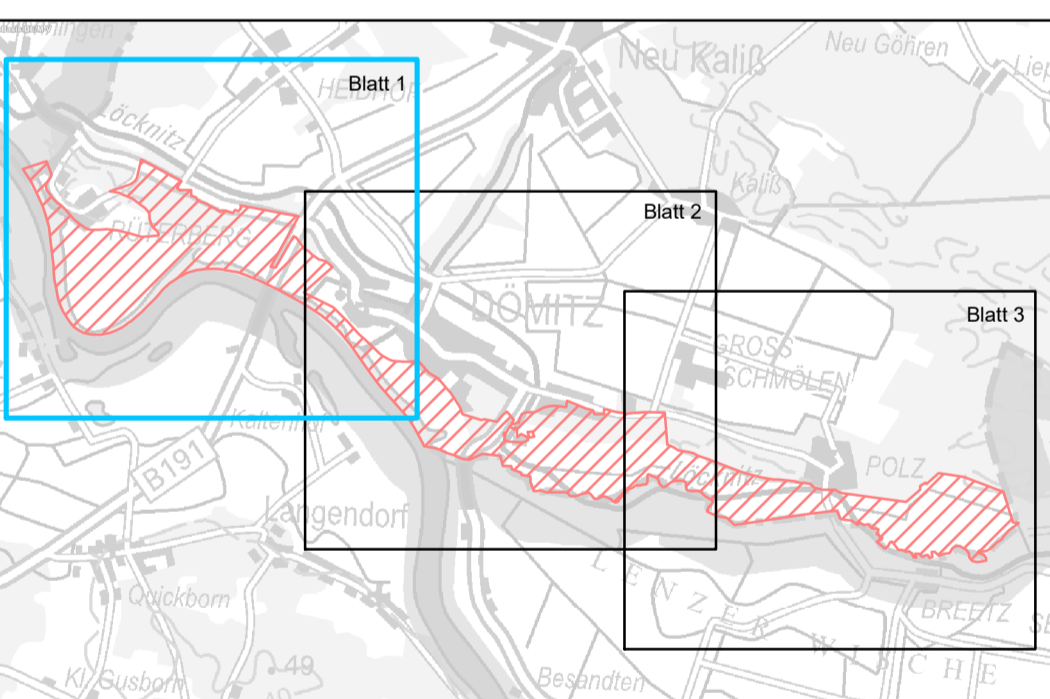 Neu Kaliß
Neu Göhren
Blatt 1
HEIDHOF
Löcknitz
Kaliß
Blatt 2
RÜTERBERG
DÖMITZ
Blatt 3
GROSS
SCHMÖLEN
Kaltenhof
B191
Löcknitz
POLZ
Langendorf
LENZER WISCHE
Quickborn
BREETZ
49
Kl. Gusborn
Besandten